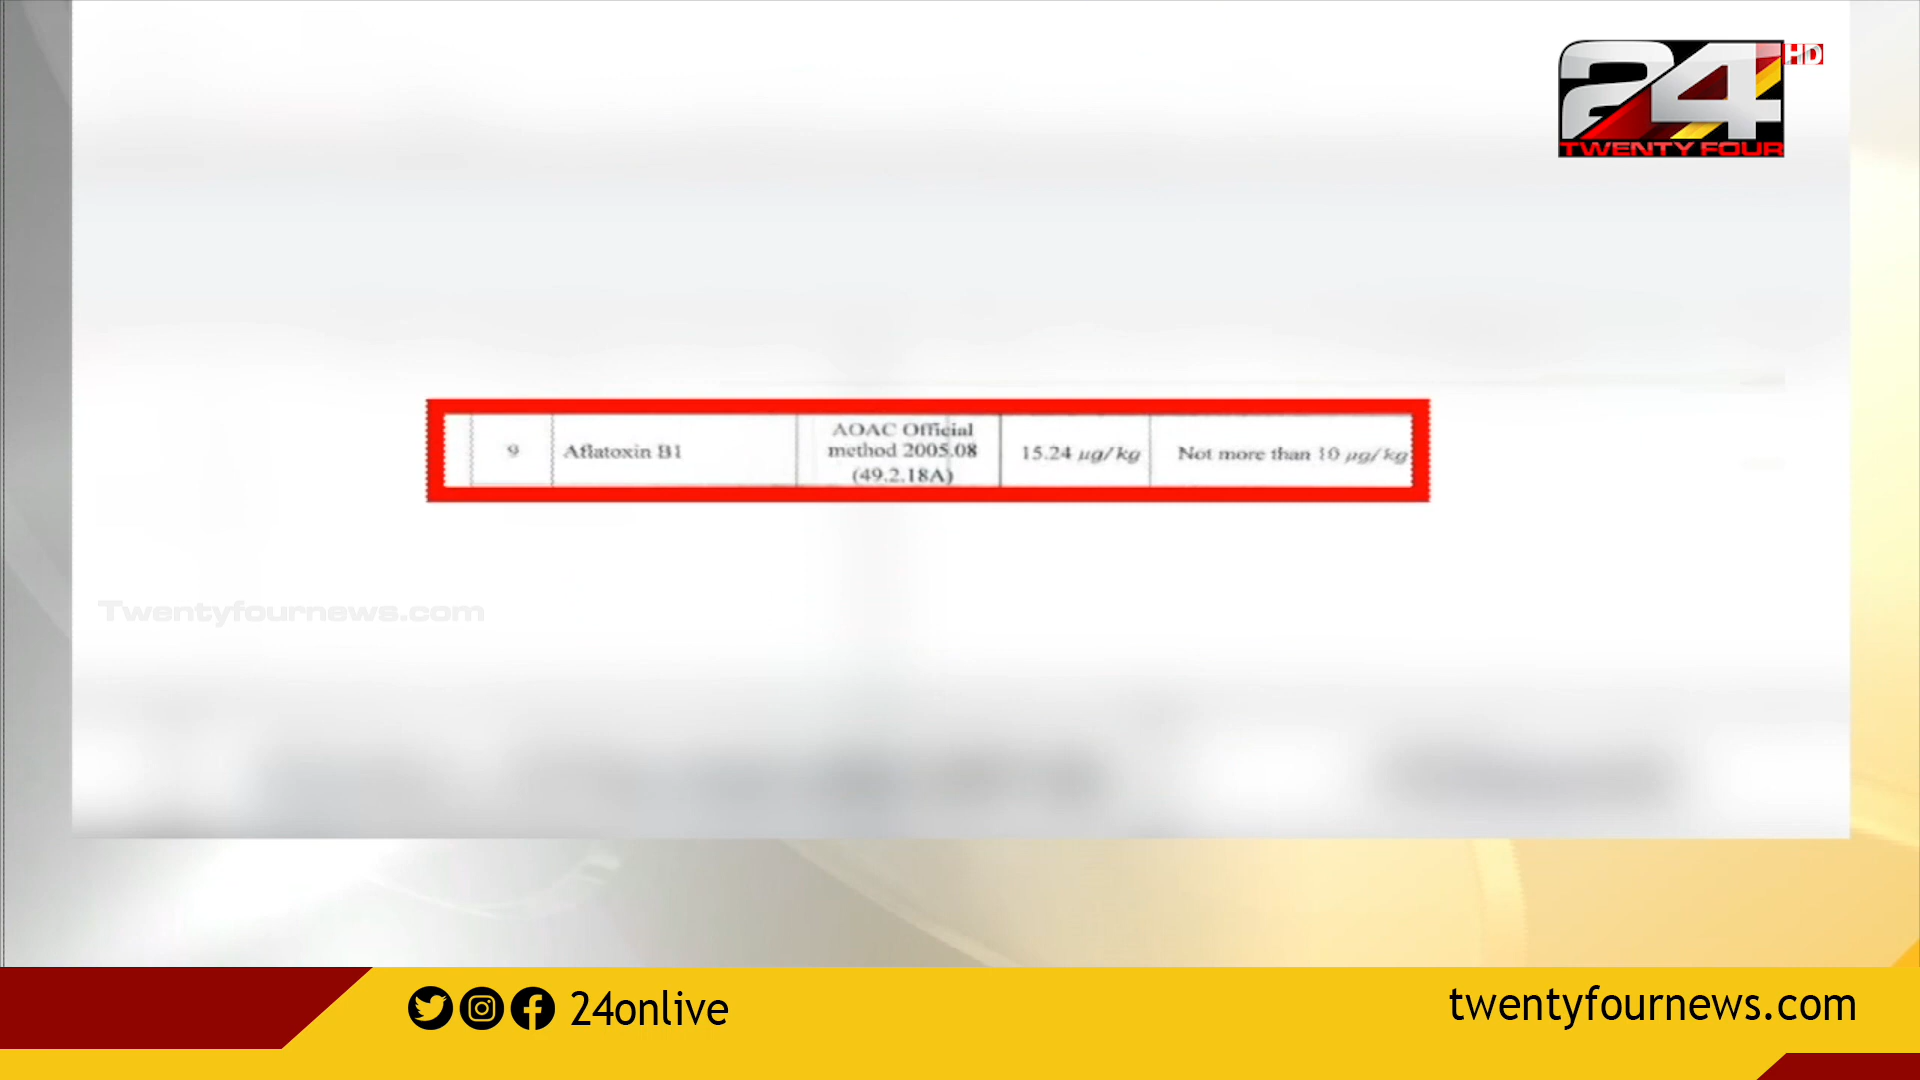 24
HD
TWENTY FOUR
9
Aflatoxin B1
AOAC Official
method 2005.08
(49.2.18A)
15.24 µg/kg
Not more than 10 µg/kg
Twentyfournews.com
24onlive
twentyfournews.com